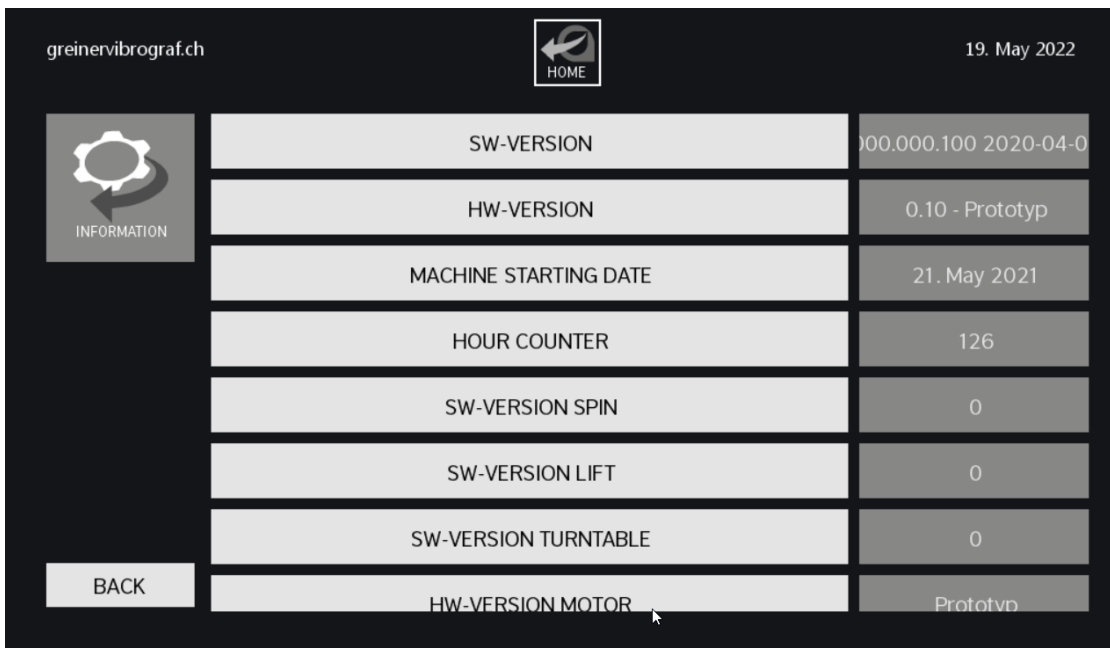 greinervibrograf.ch
HOME
19. May 2022
INFORMATION
SW-VERSION
000.000.100 2020-04-0
HW-VERSION
0.10 - Prototyp
MACHINE STARTING DATE
21. May 2021
HOUR COUNTER
126
SW-VERSION SPIN
0
SW-VERSION LIFT
0
SW-VERSION TURNTABLE
0
HW-VERSION MOTOR
Prototyp
BACK